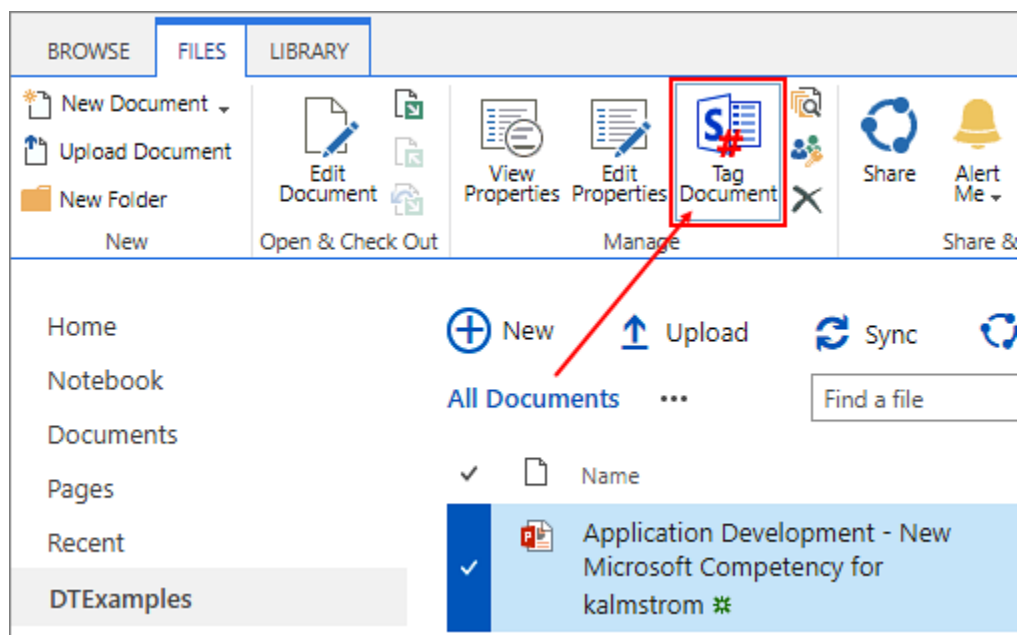 BROWSE FILES LIBRARY
New Document
Upload Document
New Folder
New
Edit
Document
Open & Check Out
View
Properties
Edit
Properties
S#
Tag
Document
Manage
Share
Alert
Me
Share &
Home
Notebook
Documents
Pages
Recent
DTExamples
New Upload Sync
All Documents ...
Find a file
Name
Application Development - New
Microsoft Competency for
kalmstrom